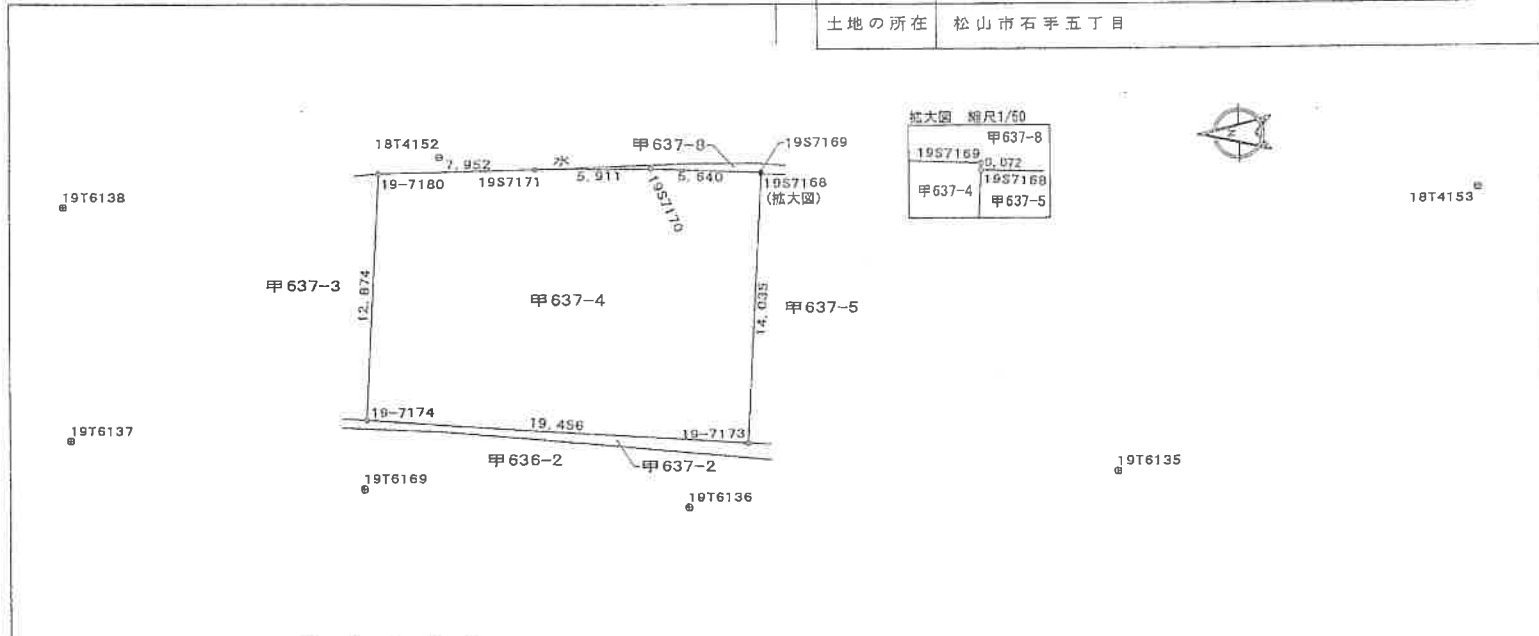 土地の所在 松山市石手五丁目
拡大図 縮尺1/50
甲637-8
19S7169
0,072
19S7168
甲637-4
甲637-5
18T4152
甲637-8
19S7169
7,952
水
5,911
5,640
19-7180
19S7171
19S7170
19S7168
(拡大図)
19T6138
18T4153
甲637-3
12,874
甲637-4
14,035
甲637-5
19-7174
19,456
19-7173
19T6137
甲636-2
甲637-2
19T6135
19T6169
19T6136